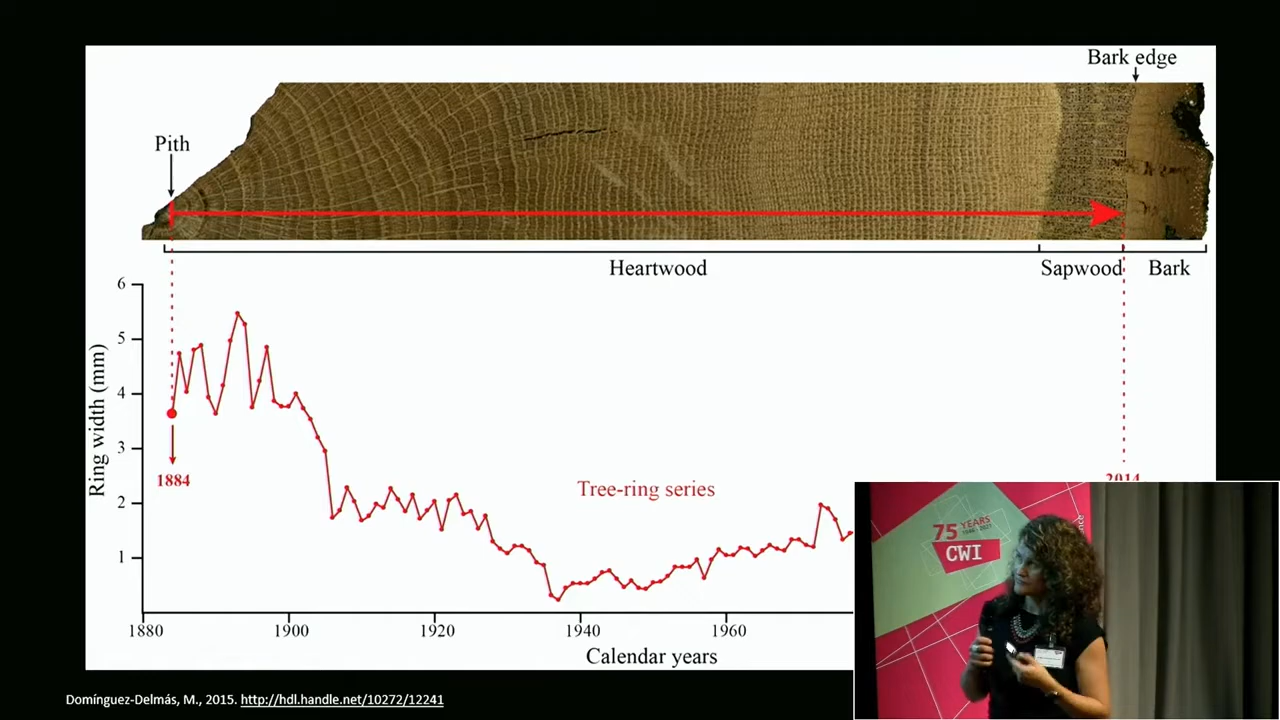 Bark edge
Pith
Heartwood
Sapwood
Bark
6
5
4
3
2
1
Ring width (mm)
1884
Tree-ring series
2014
1880
1900
1920
1940
1960
Calendar years
75 YEARS
CWI
Domínguez-Delmás, M., 2015. http://hdl.handle.net/10272/12241